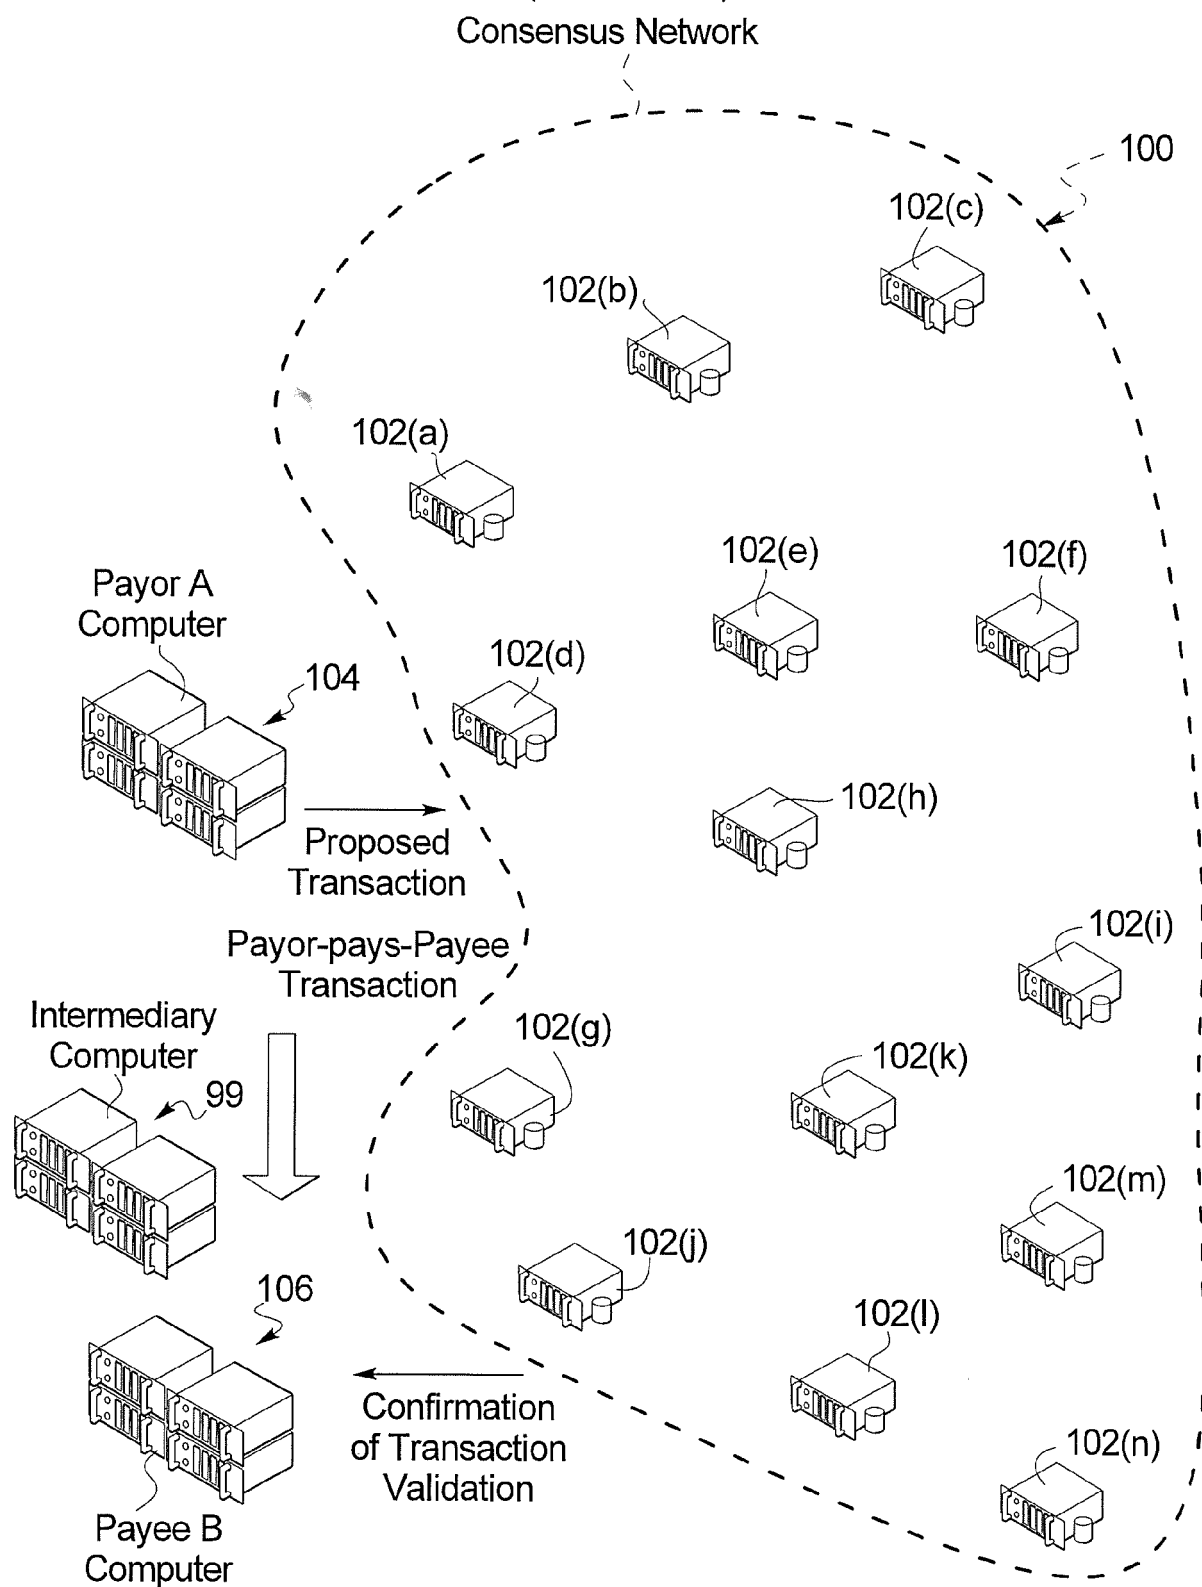 Consensus Network
100
102(c)
102(b)
102(a)
102(e)
102(f)
Payor A
Computer
104
102(d)
102(h)
Proposed
Transaction
Payor-pays-Payee
Transaction
102(i)
Intermediary
Computer
99
102(g)
102(k)
102(m)
102(j)
106
102(l)
Confirmation
of Transaction
Validation
102(n)
Payee B
Computer